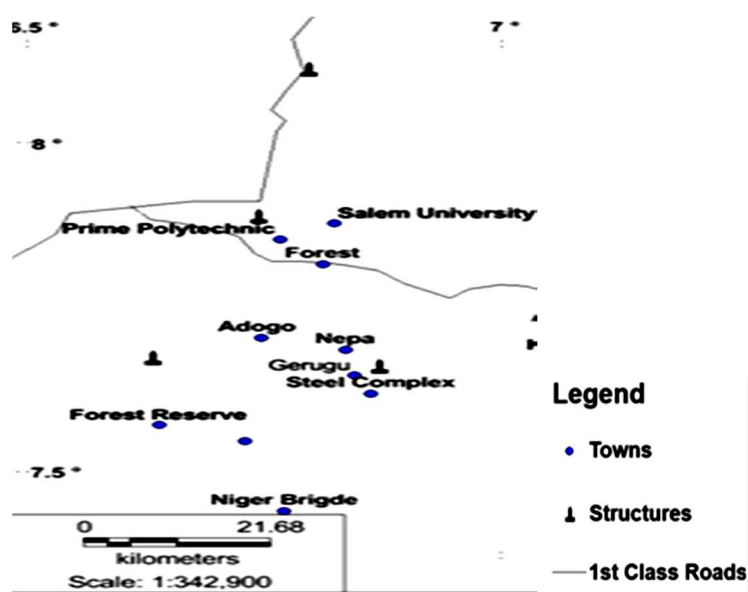 6.5 °
7 °
8 °
Salem University
Prime Polytechnic
Forest
Adogo
Nepa
Gerugu
Steel Complex
Forest Reserve
7.5 °
Niger Brigde
0 21.68
kilometers
Scale: 1:342,900
Legend
Towns
Structures
1st Class Roads